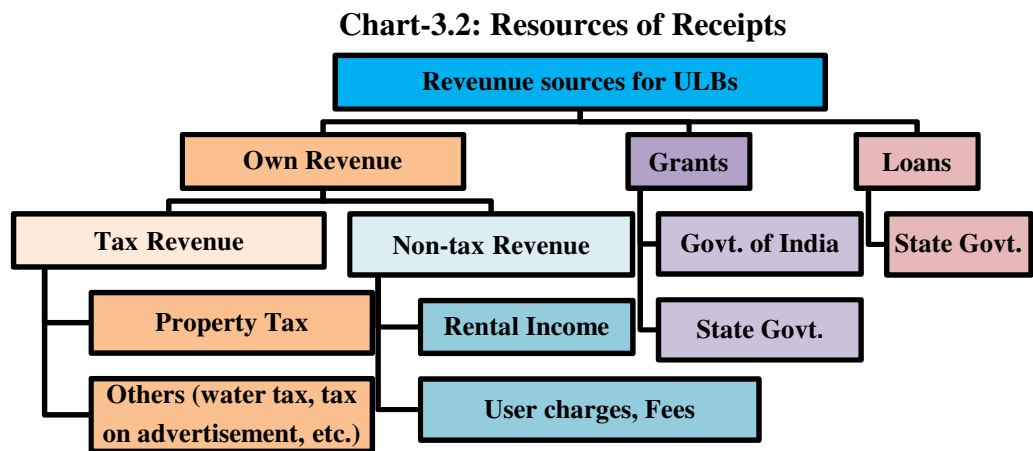 Chart-3.2: Resources of Receipts
Reveunue sources for ULBs
Own Revenue
Grants
Loans
Tax Revenue
Non-tax Revenue
Govt. of India
State Govt.
Property Tax
Rental Income
State Govt.
Others (water tax, tax
on advertisement, etc.)
User charges, Fees